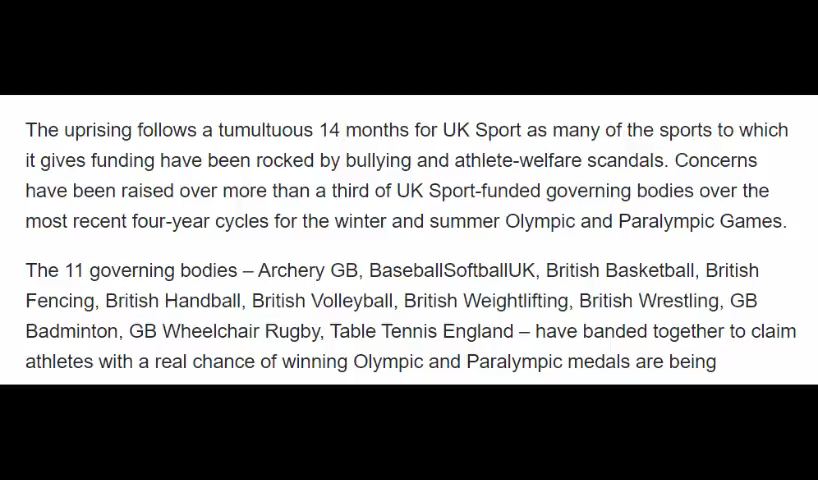 The uprising follows a tumultuous 14 months for UK Sport as many of the sports to which
it gives funding have been rocked by bullying and athlete-welfare scandals. Concerns
have been raised over more than a third of UK Sport-funded governing bodies over the
most recent four-year cycles for the winter and summer Olympic and Paralympic Games.
The 11 governing bodies – Archery GB, BaseballSoftballUK, British Basketball, British
Fencing, British Handball, British Volleyball, British Weightlifting, British Wrestling, GB
Badminton, GB Wheelchair Rugby, Table Tennis England – have banded together to claim
athletes with a real chance of winning Olympic and Paralympic medals are being